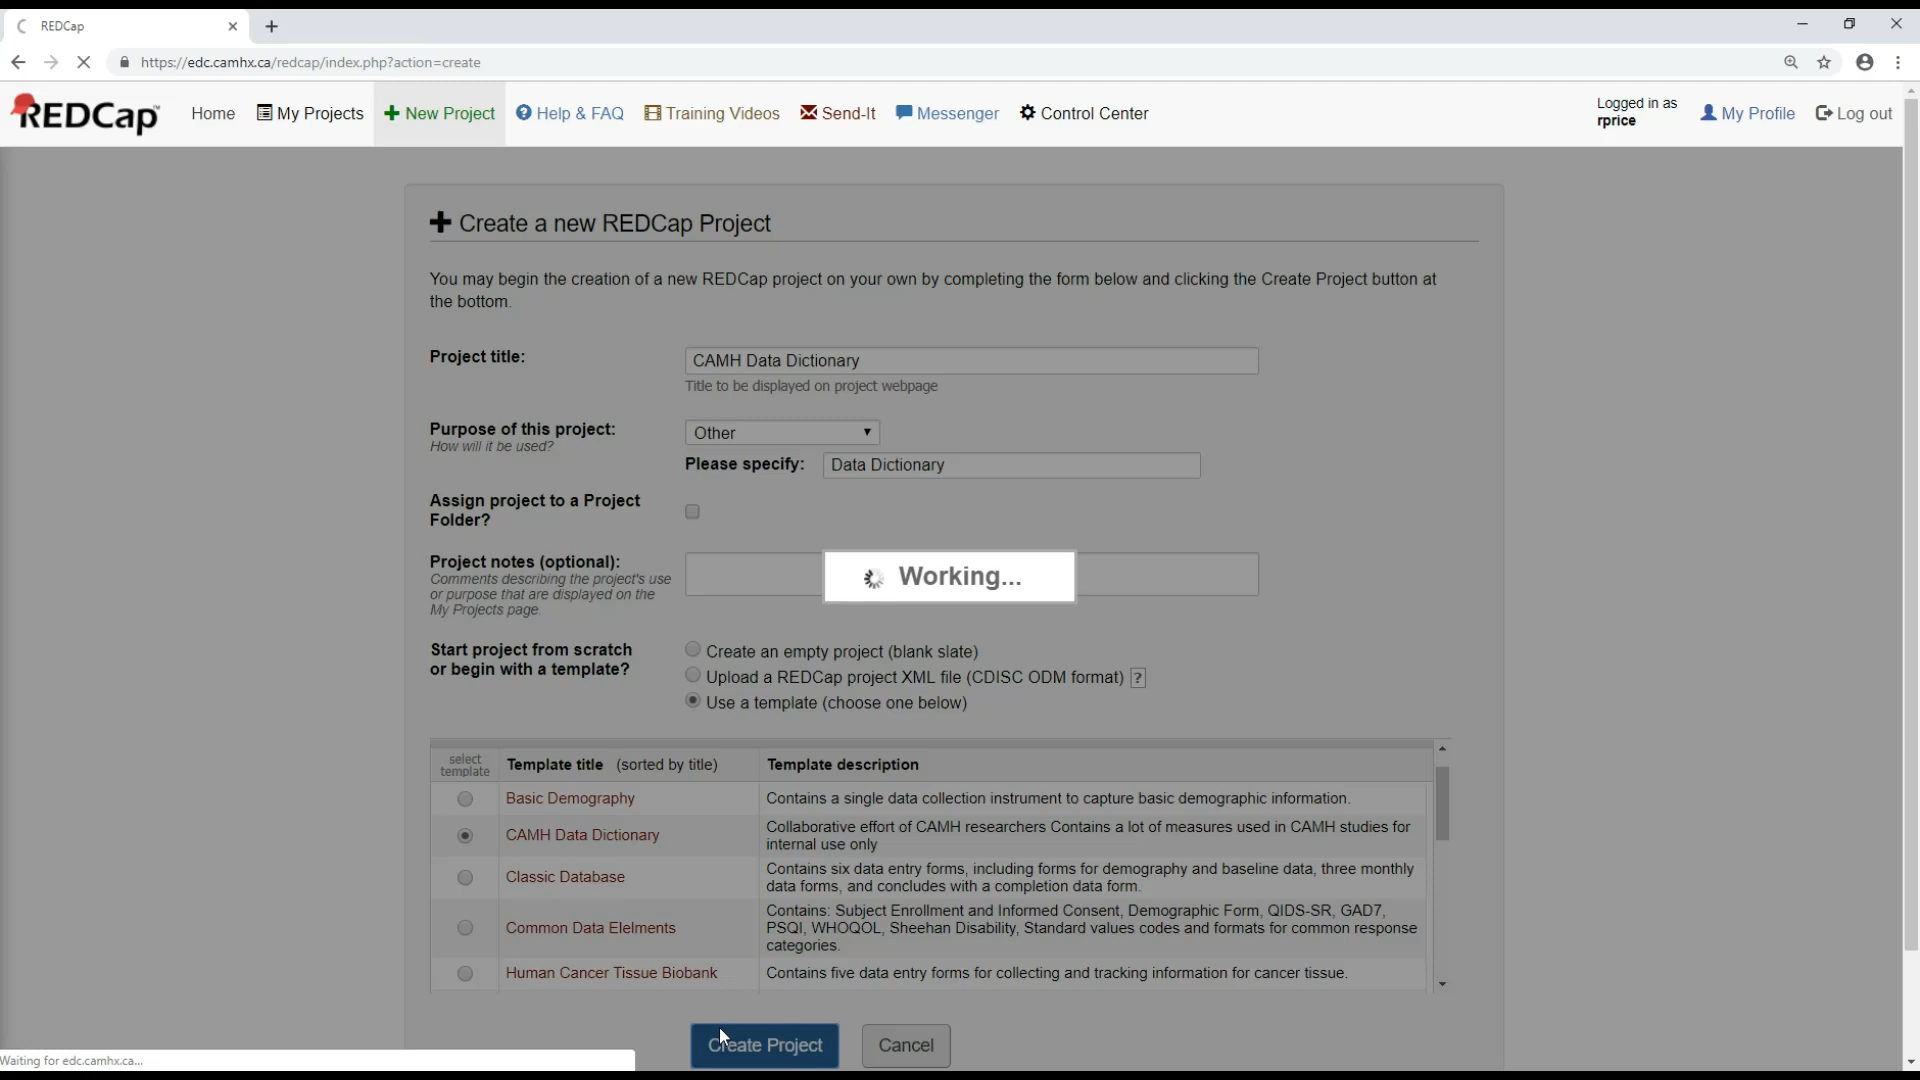 REDCap
https://edc.camhx.ca/redcap/index.php?action=create
REDCap
Home
My Projects
New Project
Help & FAQ
Training Videos
Send-It
Messenger
Control Center
Logged in as
rprice
My Profile
Log out
Create a new REDCap Project
You may begin the creation of a new REDCap project on your own by completing the form below and clicking the Create Project button at
the bottom.
Project title:
CAMH Data Dictionary
Title to be displayed on project webpage
Purpose of this project:
How will it be used?
Other
Please specify:
Data Dictionary
Assign project to a Project
Folder?
Project notes (optional):
Comments describing the project's use
or purpose that are displayed on the
My Projects page.
Working...
Start project from scratch
or begin with a template?
Create an empty project (blank slate)
Upload a REDCap project XML file (CDISC ODM format) ?
Use a template (choose one below)
select
template
Template title (sorted by title)
Template description
Basic Demography
Contains a single data collection instrument to capture basic demographic information.
CAMH Data Dictionary
Collaborative effort of CAMH researchers Contains a lot of measures used in CAMH studies for
internal use only
Classic Database
Contains six data entry forms, including forms for demography and baseline data, three monthly
data forms, and concludes with a completion data form.
Common Data Elelments
Contains: Subject Enrollment and Informed Consent, Demographic Form, QIDS-SR, GAD7,
PSQI, WHOQOL, Sheehan Disability, Standard values codes and formats for common response
categories.
Human Cancer Tissue Biobank
Contains five data entry forms for collecting and tracking information for cancer tissue.
Create Project
Cancel
Waiting for edc.camhx.ca...